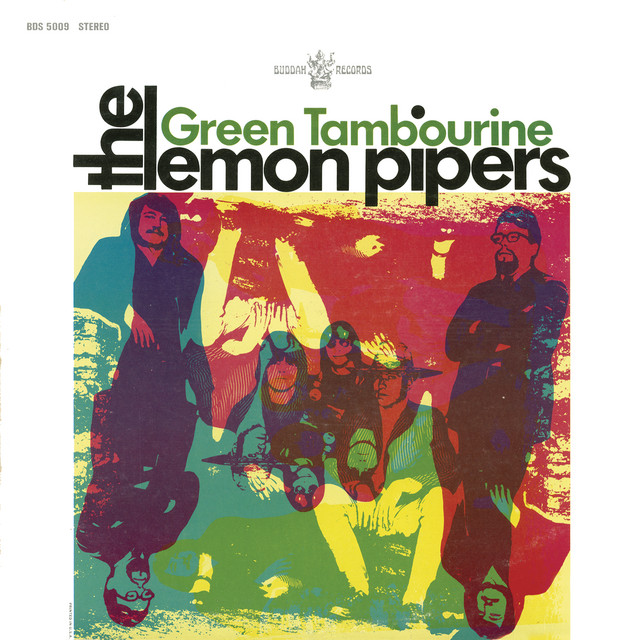 BDS 5009 STEREO
BUDDAH RECORDS
Green Tambourine
the lemon pipers